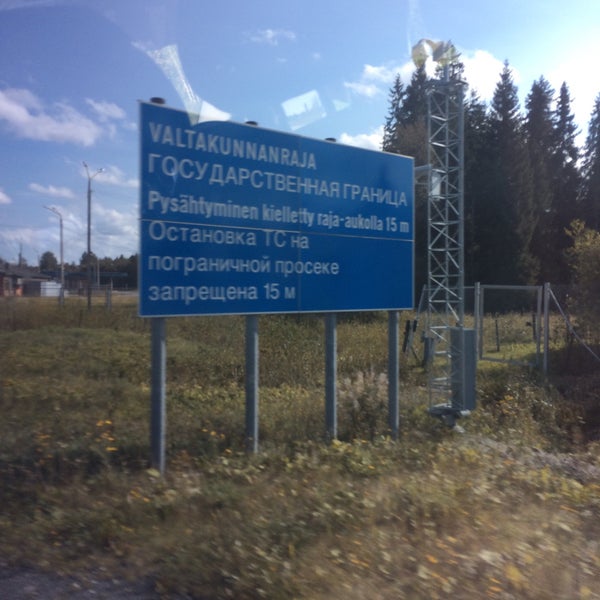 VALTAKUNNANRAJA
ГОСУДАРСТВЕННАЯ ГРАНИЦА
Pysähtyminen kielletty raja-aukolla 15 m
Остановка ТС на
пограничной просеке
запрещена 15 м